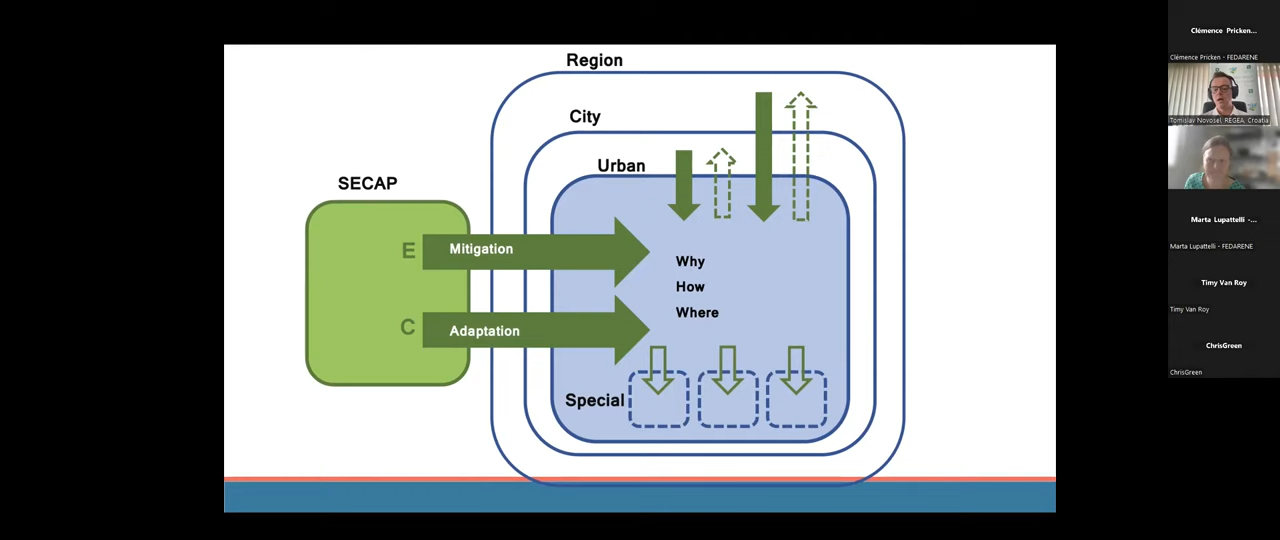 Region
City
Urban
SECAP
E
Mitigation
Why
How
Where
C
Adaptation
Special
Clémence Pricken...
Clémence Pricken - FEDARENE
Tomislav Novosel, REGEA, Croatia
Marta Lupattelli -...
Marta Lupattelli - FEDARENE
Timy Van Roy
Timy Van Roy
ChrisGreen
ChrisGreen